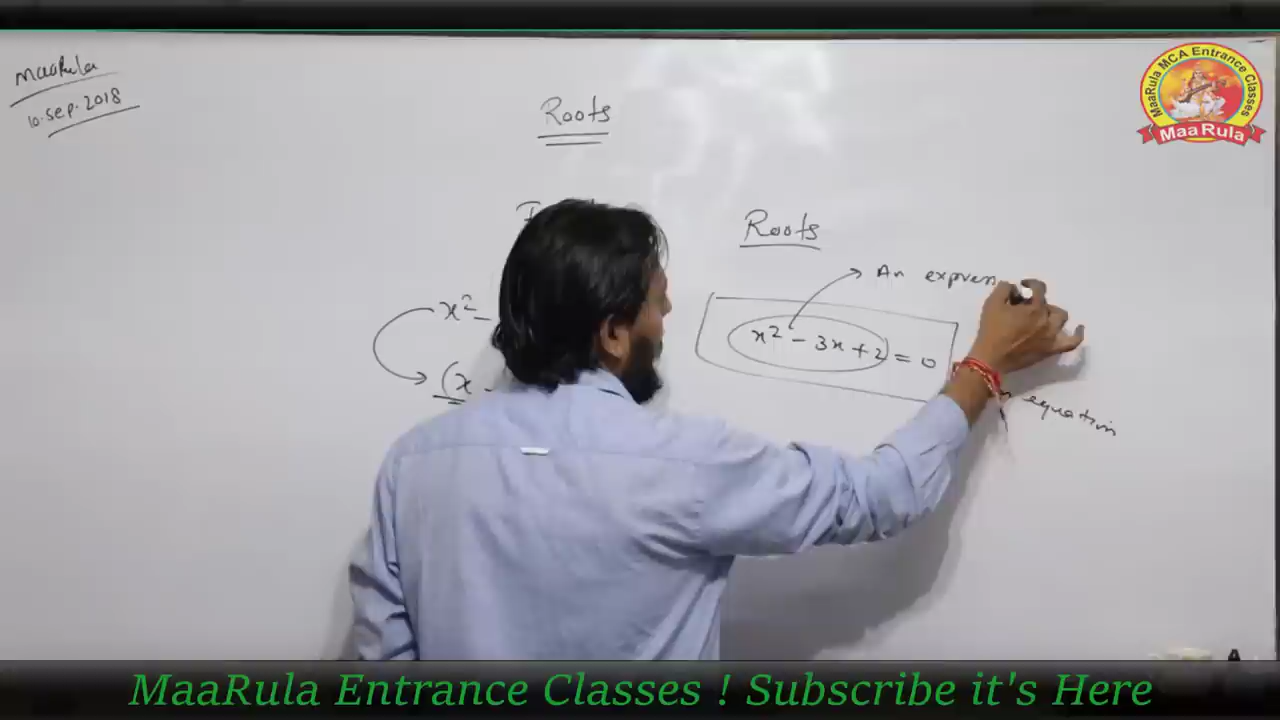 MaaRula
10.Sep.2018
Roots
Roots
An express
x² - 3x + 2 = 0
equation
x² -
(x -
MaaRula MCA Entrance Classes
MaaRula
MaaRula Entrance Classes ! Subscribe it's Here